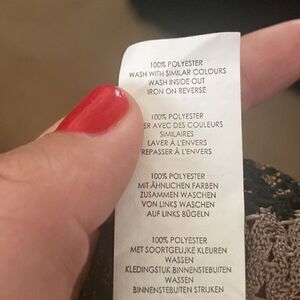 100% POLYESTER
WASH WITH SIMILAR COLOURS
WASH INSIDE OUT
IRON ON REVERSE
100% POLYESTER
ER AVEC DES COULEURS
SIMILAIRES
LAVER À L'ENVERS
REPASSER À L'ENVERS
100% POLYESTER
MIT ÄHNLICHEN FARBEN
ZUSAMMEN WASCHEN
VON LINKS WASCHEN
AUF LINKS BÜGELN
100% POLYESTER
MET SOORTGELIJKE KLEUREN
WASSEN
KLEDINGSTUK BINNENSTEBUITEN
WASSEN
BINNENSTEBUITEN STRIJKEN